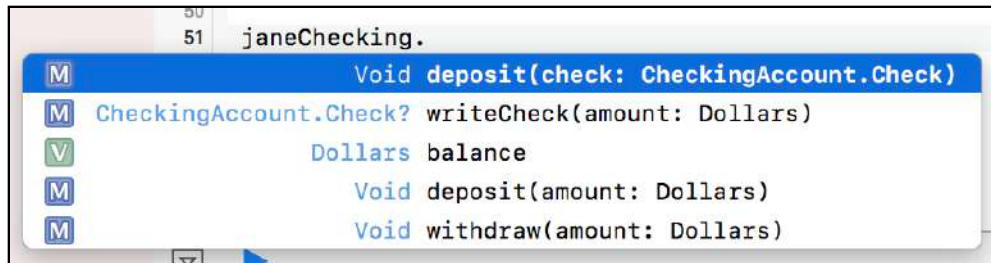 50
51 janeChecking.
M Void deposit(check: CheckingAccount.Check)
M CheckingAccount.Check? writeCheck(amount: Dollars)
V Dollars balance
M Void deposit(amount: Dollars)
M Void withdraw(amount: Dollars)